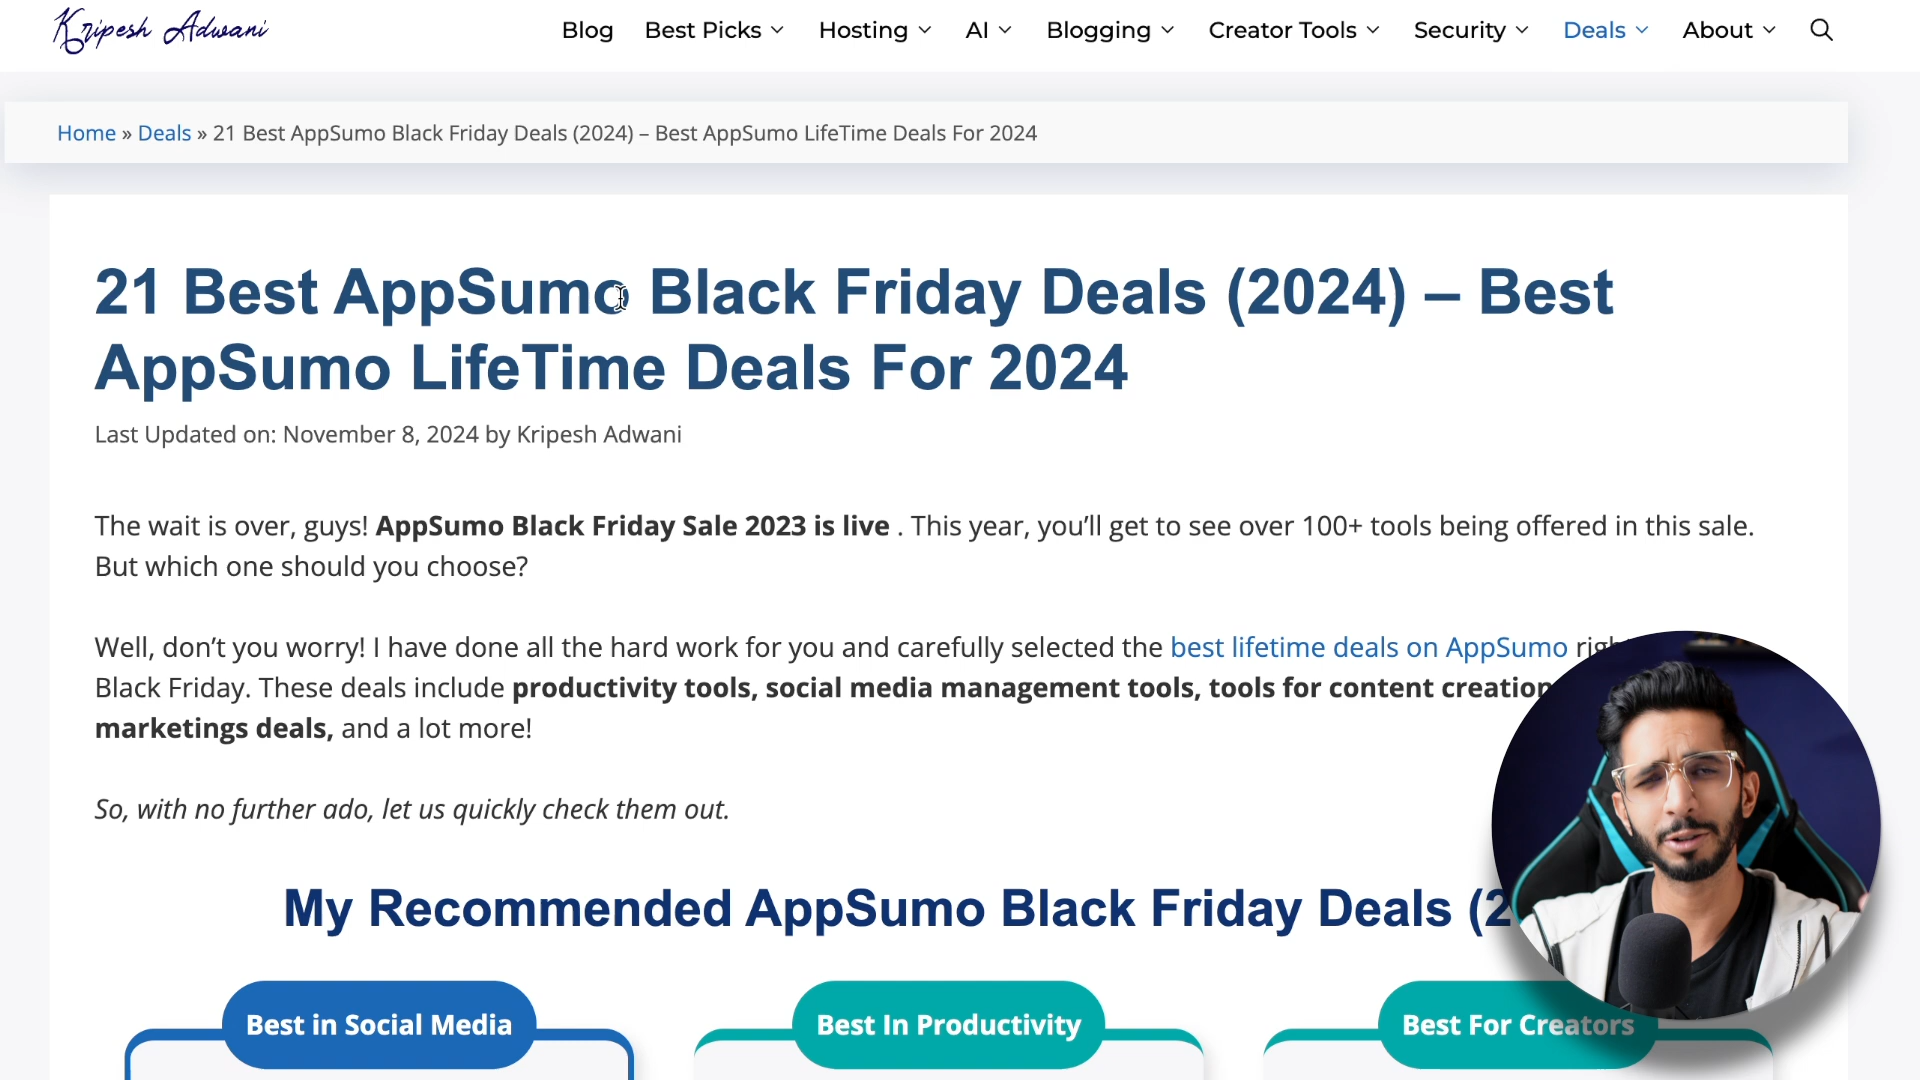 Kripesh Adwani
Blog Best Picks Hosting AI Blogging Creator Tools Security Deals About
Home » Deals » 21 Best AppSumo Black Friday Deals (2024) – Best AppSumo LifeTime Deals For 2024
21 Best AppSumo Black Friday Deals (2024) – Best
AppSumo LifeTime Deals For 2024
Last Updated on: November 8, 2024 by Kripesh Adwani
The wait is over, guys! AppSumo Black Friday Sale 2023 is live . This year, you’ll get to see over 100+ tools being offered in this sale.
But which one should you choose?
Well, don’t you worry! I have done all the hard work for you and carefully selected the best lifetime deals on AppSumo
Black Friday. These deals include productivity tools, social media management tools, tools for content creation
marketings deals, and a lot more!
So, with no further ado, let us quickly check them out.
My Recommended AppSumo Black Friday Deals (2
Best in Social Media
Best In Productivity
Best For Creators